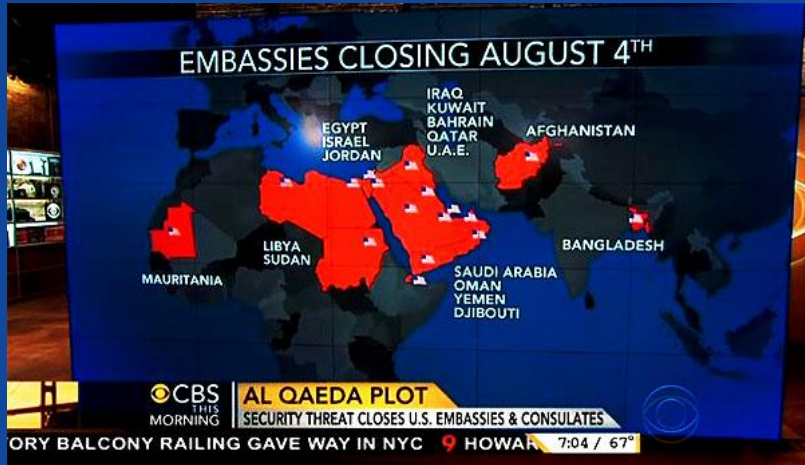 EMBASSIES CLOSING AUGUST 4TH
IRAQ
KUWAIT
BAHRAIN
QATAR
U.A.E.
EGYPT
ISRAEL
JORDAN
AFGHANISTAN
LIBYA
SUDAN
BANGLADESH
MAURITANIA
SAUDI ARABIA
OMAN
YEMEN
DJIBOUTI
CBS
THIS
MORNING
AL QAEDA PLOT
SECURITY THREAT CLOSES U.S. EMBASSIES & CONSULATES
TORY BALCONY RAILING GAVE WAY IN NYC 9 HOWAR 7:04 / 67°